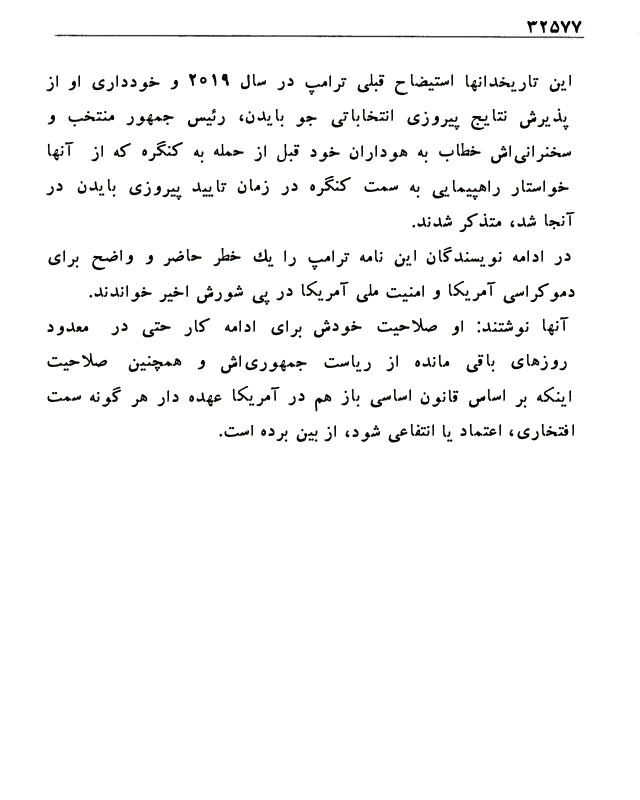 ۳۲۵۷۷
این تاریخدانها استیضاح قبلی ترامپ در سال ۲۰۱۹ و خودداری او از
پذیرش نتایج پیروزی انتخاباتی جو بایدن، رئیس جمهور منتخب و
سخنرانی‌اش خطاب به هوداران خود قبل از حمله به کنگره که از آنها
خواستار راهپیمایی به سمت کنگره در زمان تایید پیروزی بایدن در
آنجا شد، متذکر شدند.
در ادامه نویسندگان این نامه ترامپ را یك خطر حاضر و واضح برای
دموکراسی آمریکا و امنیت ملی آمریکا در پی شورش اخیر خواندند.
آنها نوشتند: او صلاحیت خودش برای ادامه کار حتی در معدود
روزهای باقی مانده از ریاست جمهوری‌اش و همچنین صلاحیت
اینکه بر اساس قانون اساسی باز هم در آمریکا عهده دار هر گونه سمت
افتخاری، اعتماد یا انتفاعی شود، از بین برده است.